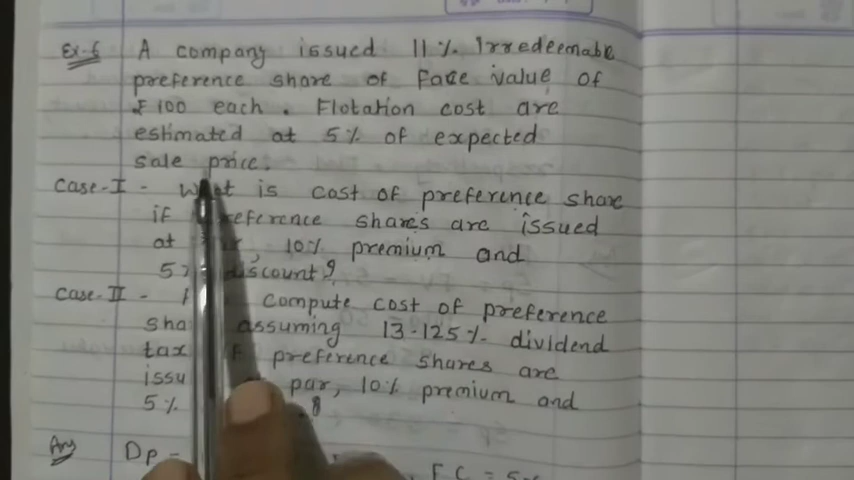 Ex-6 A company issued 11% Irredeemable
preference share of Face value of
₹100 each. Flotation cost are
estimated at 5% of expected
sale price.
Case-I - What is cost of preference share
if preference shares are issued
at 10% premium and
5% discount?
Case-II - compute cost of preference
assuming 13.125% dividend
tax preference shares are
par, 10% premium and
5%
Ans Dp -
FC =